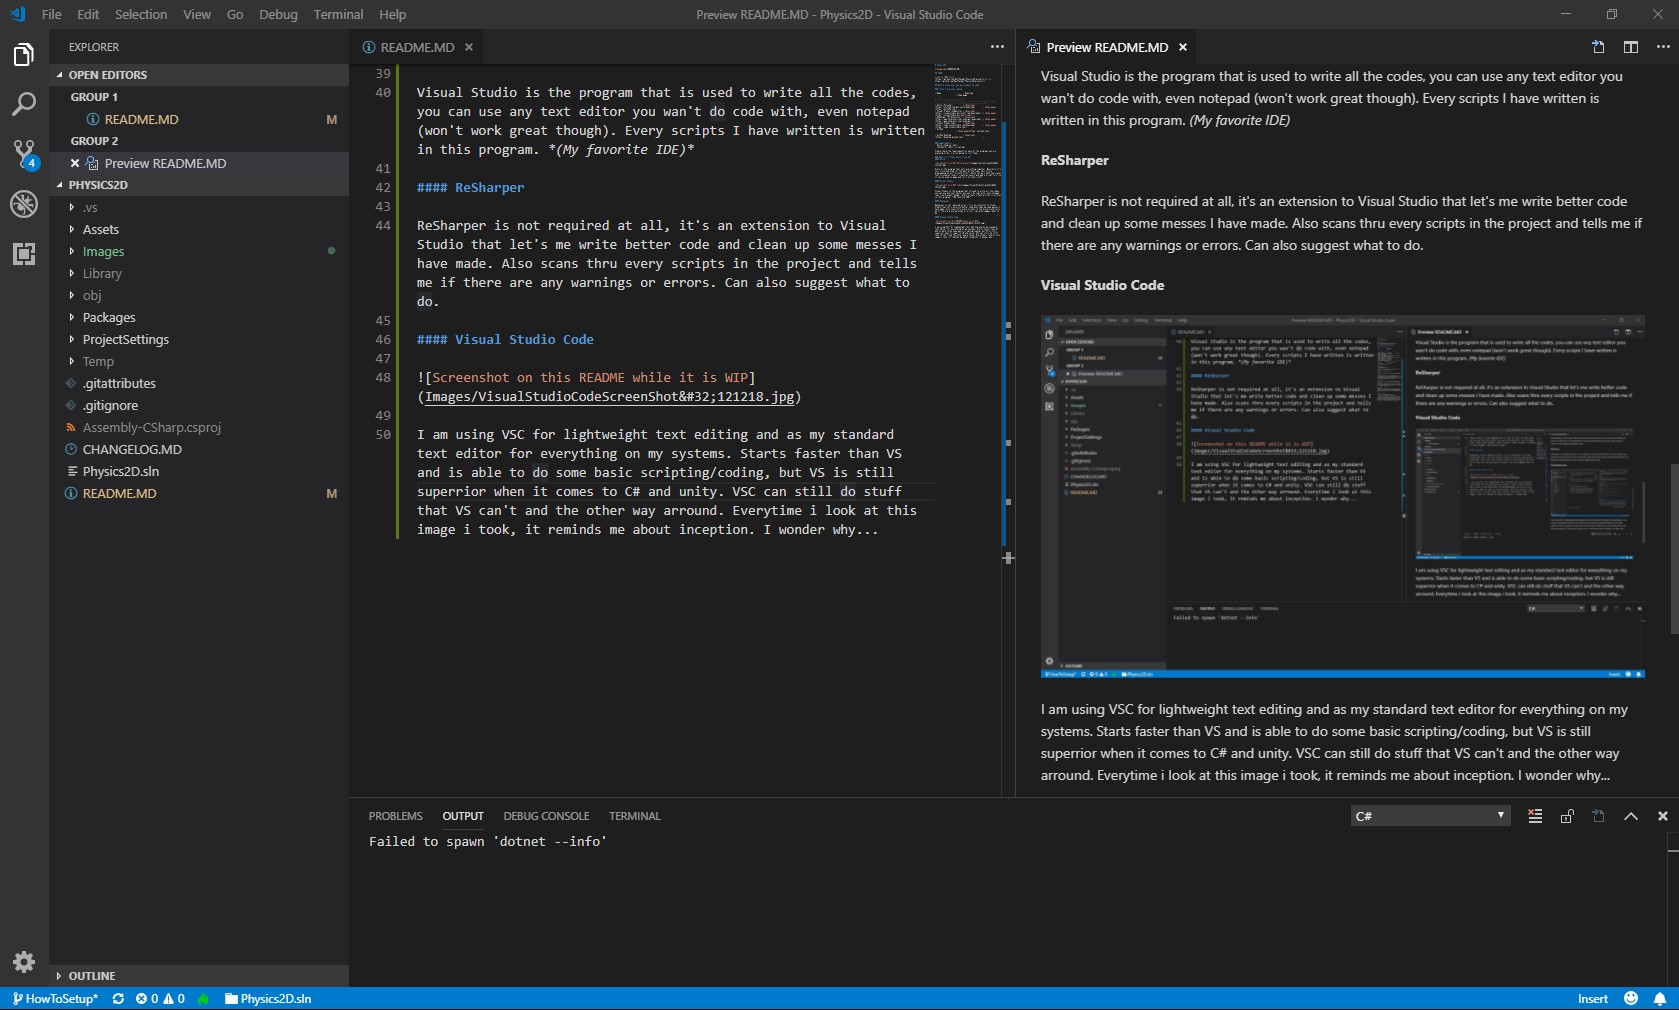 File Edit Selection View Go Debug Terminal Help
Preview README.MD - Physics2D - Visual Studio Code
EXPLORER
OPEN EDITORS
GROUP 1
README.MD M
GROUP 2
Preview README.MD
PHYSICS2D
.vs
Assets
Images
Library
obj
Packages
ProjectSettings
Temp
.gitattributes
.gitignore
Assembly-CSharp.csproj
CHANGELOG.MD
Physics2D.sln
README.MD M
OUTLINE
4
README.MD
39
40 Visual Studio is the program that is used to write all the codes,
you can use any text editor you wan't do code with, even notepad
(won't work great though). Every scripts I have written is written
in this program. *(My favorite IDE)*
41
42 #### ReSharper
43
44 ReSharper is not required at all, it's an extension to Visual
Studio that let's me write better code and clean up some messes I
have made. Also scans thru every scripts in the project and tells
me if there are any warnings or errors. Can also suggest what to
do.
45
46 #### Visual Studio Code
47
48 ![Screenshot on this README while it is WIP]
(Images/VisualStudioCodeScreenShot&#32;121218.jpg)
49
50 I am using VSC for lightweight text editing and as my standard
text editor for everything on my systems. Starts faster than VS
and is able to do some basic scripting/coding, but VS is still
superrior when it comes to C# and unity. VSC can still do stuff
that VS can't and the other way arround. Everytime i look at this
image i took, it reminds me about inception. I wonder why...
Preview README.MD
Visual Studio is the program that is used to write all the codes, you can use any text editor you
wan't do code with, even notepad (won't work great though). Every scripts I have written is
written in this program. (My favorite IDE)
ReSharper
ReSharper is not required at all, it's an extension to Visual Studio that let's me write better code
and clean up some messes I have made. Also scans thru every scripts in the project and tells me if
there are any warnings or errors. Can also suggest what to do.
Visual Studio Code
I am using VSC for lightweight text editing and as my standard text editor for everything on my
systems. Starts faster than VS and is able to do some basic scripting/coding, but VS is still
superrior when it comes to C# and unity. VSC can still do stuff that VS can't and the other way
arround. Everytime i look at this image i took, it reminds me about inception. I wonder why...
PROBLEMS OUTPUT DEBUG CONSOLE TERMINAL
C#
Failed to spawn 'dotnet --info'
HowToSetup* 0 0 Physics2D.sln
Insert